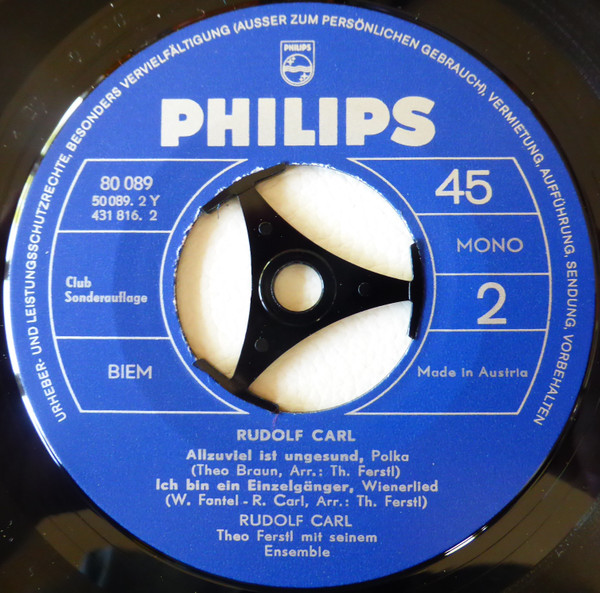 URHEBER- UND LEISTUNGSSCHUTZRECHTE, BESONDERS VERVIELFÄLTIGUNG (AUSSER ZUM PERSÖNLICHEN GEBRAUCH), VERMIETUNG, AUFFÜHRUNG, SENDUNG, VORBEHALTEN
PHILIPS
PHILIPS
80 089
50 089. 2 Y
431 816. 2
45
MONO
Club
Sonderauflage
2
BIEM
Made in Austria
RUDOLF CARL
Allzuviel ist ungesund, Polka
(Theo Braun, Arr.: Th. Ferstl)
Ich bin ein Einzelgänger, Wienerlied
(W. Fantel - R. Carl, Arr.: Th. Ferstl)
RUDOLF CARL
Theo Ferstl mit seinem
Ensemble